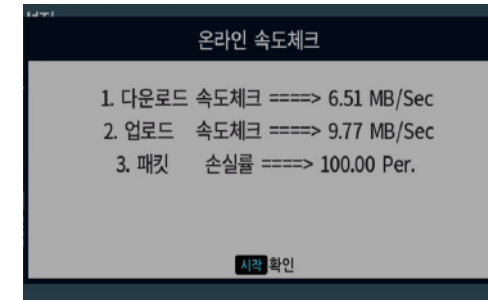 온라인 속도체크
1. 다운로드 속도체크 ====> 6.51 MB/Sec
2. 업로드 속도체크 ====> 9.77 MB/Sec
3. 패킷 손실률 ====> 100.00 Per.
시작 확인